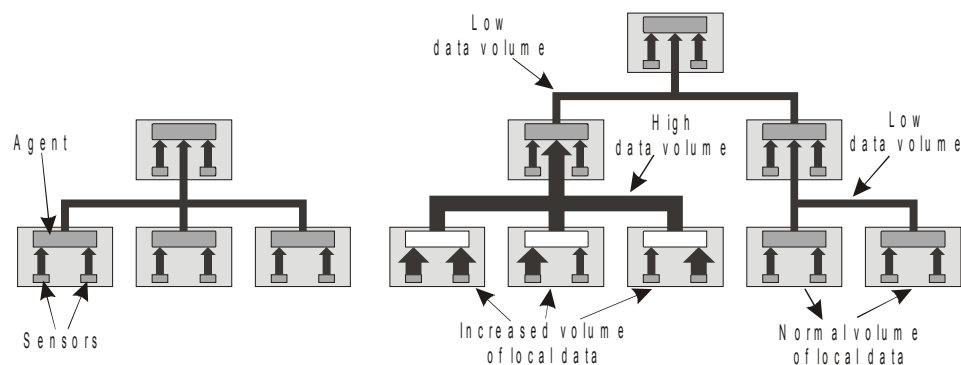 Low
data volume
Agent
High
data volume
Low
data volume
Sensors
Increased volume
of local data
Normal volume
of local data